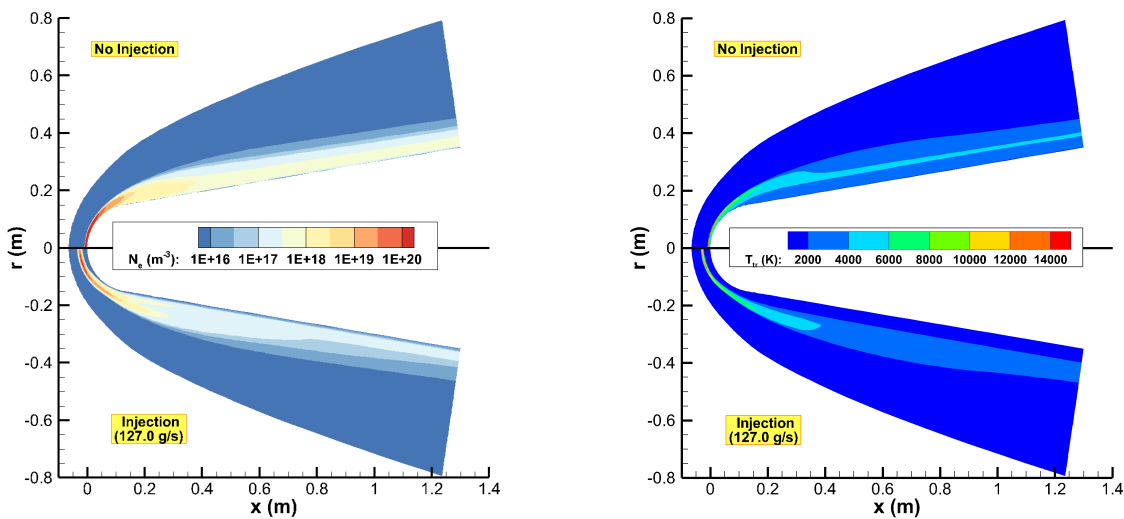 0.8
0.6
0.4
0.2
0
-0.2
-0.4
-0.6
-0.8
r (m)
No Injection
Ne (m-3): 1E+16 1E+17 1E+18 1E+19 1E+20
Injection
(127.0 g/s)
0 0.2 0.4 0.6 0.8 1 1.2 1.4
x (m)
0.8
0.6
0.4
0.2
0
-0.2
-0.4
-0.6
-0.8
r (m)
No Injection
Ttr (K): 2000 4000 6000 8000 10000 12000 14000
Injection
(127.0 g/s)
0 0.2 0.4 0.6 0.8 1 1.2 1.4
x (m)